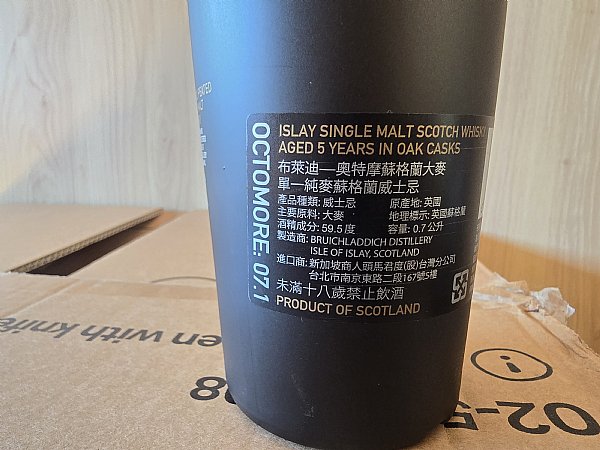 OCTOMORE: 07.1
ISLAY SINGLE MALT SCOTCH WHISKY
AGED 5 YEARS IN OAK CASKS
布萊迪—奧特摩蘇格蘭大麥
單一純麥蘇格蘭威士忌
產品種類: 威士忌 原產地: 英國
主要原料: 大麥 地理標示: 英國蘇格蘭
酒精成分: 59.5 度 容量: 0.7 公升
製造商: BRUICHLADDICH DISTILLERY
ISLE OF ISLAY, SCOTLAND
進口商: 新加坡商人頭馬君度(股)台灣分公司
台北市南京東路二段167號5樓
未滿十八歲禁止飲酒
PRODUCT OF SCOTLAND
en with knife
02-5
8